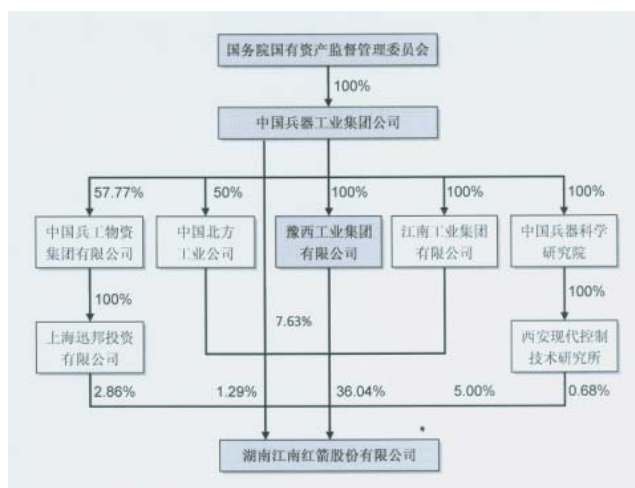 国务院国有资产监督管理委员会
100%
中国兵器工业集团公司
57.77%
50%
100%
100%
100%
中国兵工物资
集团有限公司
中国北方
工业公司
豫西工业集团
有限公司
江南工业集团
有限公司
中国兵器科学
研究院
100%
7.63%
100%
上海迅邦投资
有限公司
西安现代控制
技术研究所
2.86%
1.29%
36.04%
5.00%
0.68%
*
湖南江南红箭股份有限公司